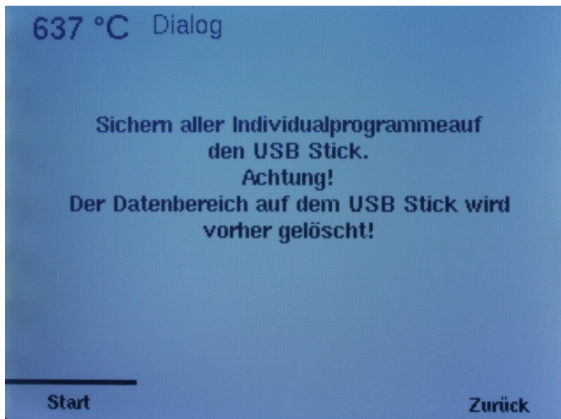 637 °C Dialog
Sichern aller Individualprogrammeauf
den USB Stick.
Achtung!
Der Datenbereich auf dem USB Stick wird
vorher gelöscht!
Start Zurück